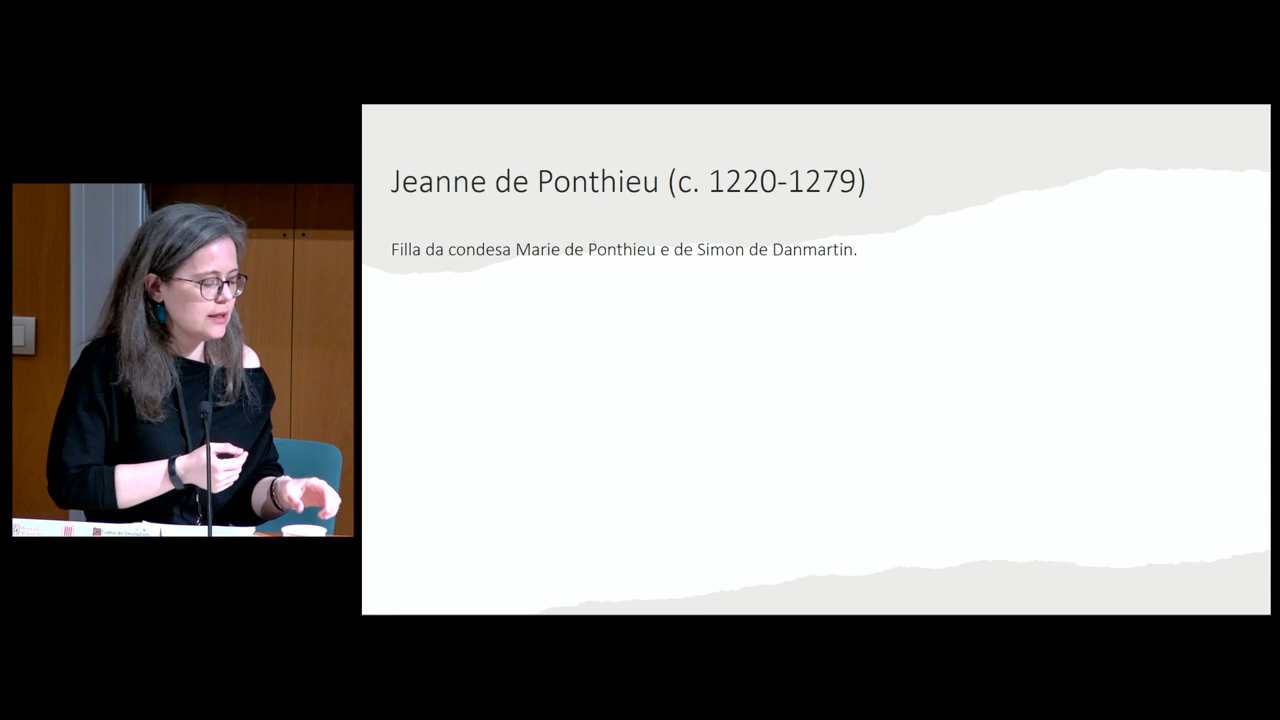 Jeanne de Ponthieu (c. 1220-1279)
Filla da condesa Marie de Ponthieu e de Simon de Danmartin.